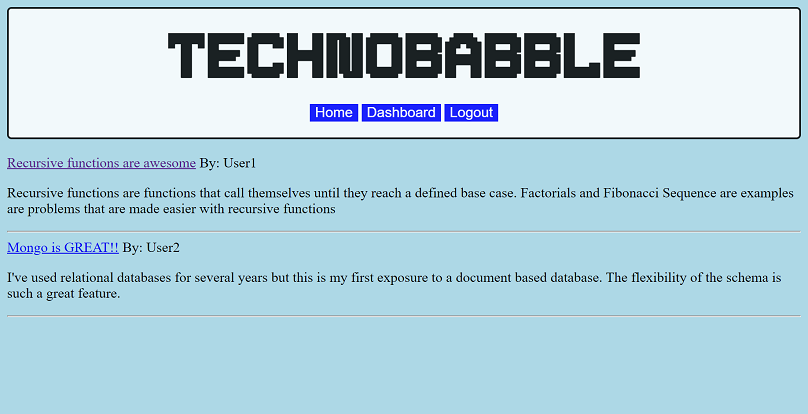 TECHNOBABBLE
Home Dashboard Logout
Recursive functions are awesome By: User1
Recursive functions are functions that call themselves until they reach a defined base case. Factorials and Fibonacci Sequence are examples
are problems that are made easier with recursive functions
Mongo is GREAT!! By: User2
I've used relational databases for several years but this is my first exposure to a document based database. The flexibility of the schema is
such a great feature.